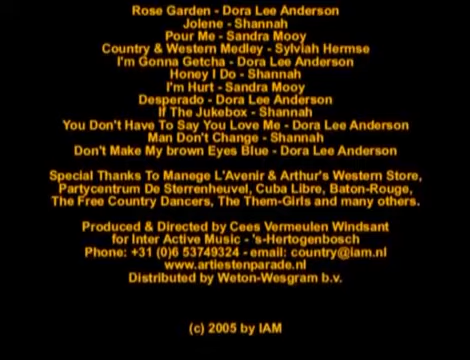 Rose Garden - Dora Lee Anderson
Jolene - Shannah
Pour Me - Sandra Mooy
Country & Western Medley - Sylviah Hermse
I'm Gonna Getcha - Dora Lee Anderson
Honey I Do - Shannah
I'm Hurt - Sandra Mooy
Desperado - Dora Lee Anderson
If The Jukebox - Shannah
You Don't Have To Say You Love Me - Dora Lee Anderson
Man Don't Change - Shannah
Don't Make My brown Eyes Blue - Dora Lee Anderson
Special Thanks To Manege L'Avenir & Arthur's Western Store,
Partycentrum De Sterrenheuvel, Cuba Libre, Baton-Rouge,
The Free Country Dancers, The Them-Girls and many others.
Produced & Directed by Cees Vermeulen Windsant
for Inter Active Music - 's-Hertogenbosch
Phone: +31 (0)6 53749324 - email: country@iam.nl
www.artiestenparade.nl
Distributed by Weton-Wesgram b.v.
(c) 2005 by IAM